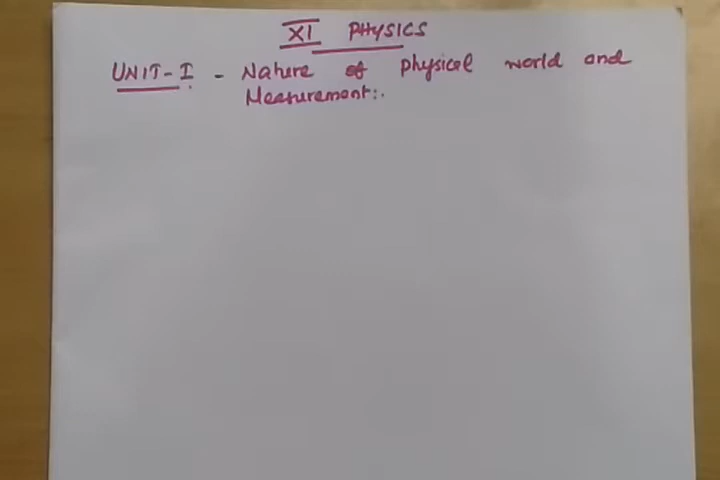 XI PHYSICS
UNIT-I - Nature of physical world and
Measurement:.